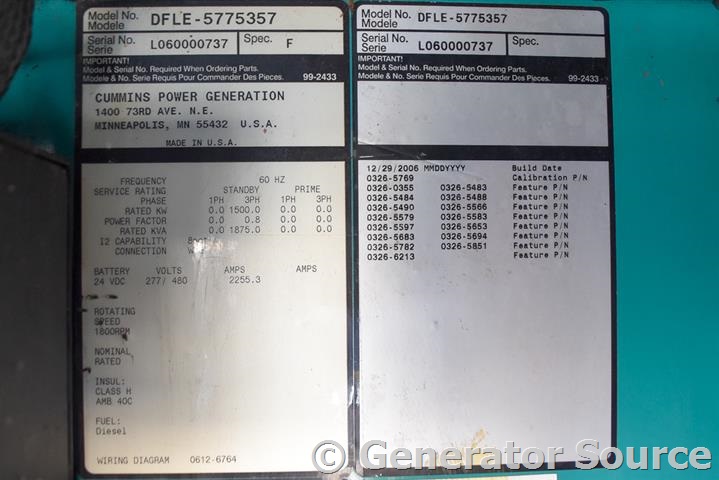 Model No. DFLE-5775357
Modele
Serial No. L060000737 Spec. F
Serie
IMPORTANT!
Model & Serial No. Required When Ordering Parts.
Modele & No. Serie Requis Pour Commander Des Pieces. 99-2433
CUMMINS POWER GENERATION
1400 73RD AVE. N.E.
MINNEAPOLIS, MN 55432 U.S.A.
MADE IN U.S.A.
FREQUENCY 60 HZ
SERVICE RATING STANDBY PRIME
PHASE 1PH 3PH 1PH 3PH
RATED KW 0.0 1500.0 0.0 0.0
POWER FACTOR 0.0 0.8 0.0 0.0
RATED KVA 0.0 1875.0 0.0 0.0
I2 CAPABILITY
CONNECTION
BATTERY VOLTS AMPS AMPS
24 VDC 277/ 480 2255.3
ROTATING
SPEED
1800RPM
NOMINAL
RATED
INSUL:
CLASS H
AMB 40C
FUEL:
Diesel
WIRING DIAGRAM 0612-6764
Model No. DFLE-5775357
Modele
Serial No. L060000737 Spec.
Serie
IMPORTANT!
Model & Serial No. Required When Ordering Parts.
Modele & No. Serie Requis Pour Commander Des Pieces. 99-2433
12/29/2006 MMDDYYYY Build Date
0326-5769 Calibration P/N
0326-0355 0326-5483 Feature P/N
0326-5484 0326-5488 Feature P/N
0326-5490 0326-5566 Feature P/N
0326-5579 0326-5583 Feature P/N
0326-5597 0326-5653 Feature P/N
0326-5683 0326-5694 Feature P/N
0326-5782 0326-5851 Feature P/N
0326-6213 Feature P/N
© Generator Source